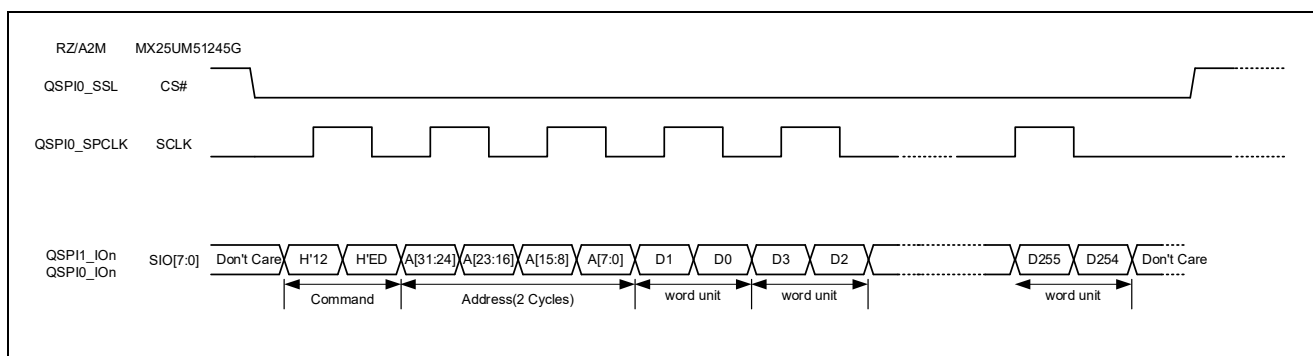 RZ/A2M MX25UM51245G
QSPI0_SSL CS#
QSPI0_SPCLK SCLK
QSPI1_IOn
QSPI0_IOn
SIO[7:0] Don't Care H'12 H'ED A[31:24] A[23:16] A[15:8] A[7:0] D1 D0 D3 D2 D255 D254 Don't Care
Command Address(2 Cycles) word unit word unit word unit